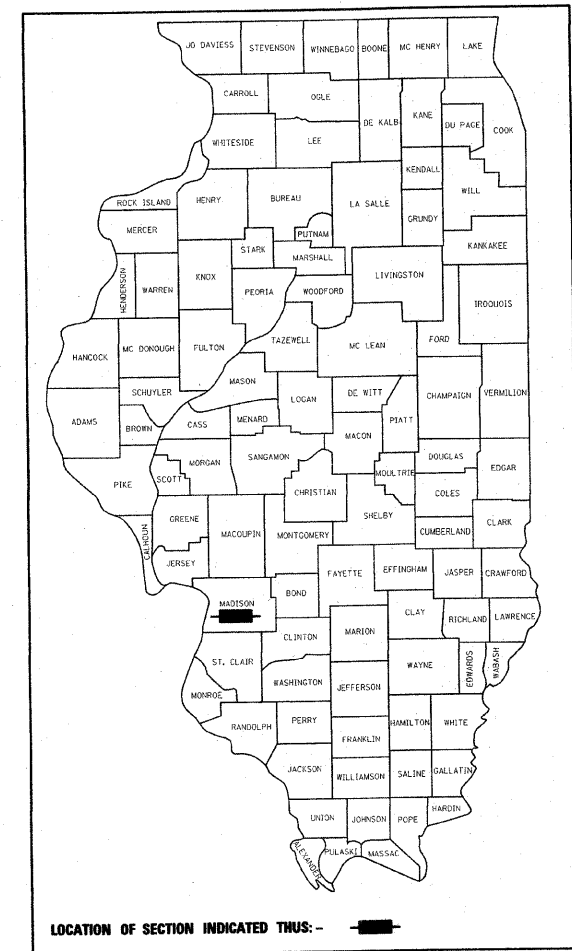 JO DAVIESS STEVENSON WINNEBAGO BOONE MC HENRY LAKE
CARROLL OGLE DE KALB KANE DU PAGE COOK
WHITESIDE LEE KENDALL WILL
ROCK ISLAND HENRY BUREAU LA SALLE GRUNDY
MERCER PUTNAM KANKAKEE
STARK MARSHALL
HENDERSON WARREN KNOX PEORIA WOODFORD LIVINGSTON IROQUOIS
HANCOCK MC DONOUGH FULTON TAZEWELL MC LEAN FORD
SCHUYLER MASON LOGAN DE WITT CHAMPAIGN VERMILION
ADAMS BROWN CASS MENARD MACON PIATT
PIKE SCOTT MORGAN SANGAMON MOULTRIE DOUGLAS EDGAR
CHRISTIAN COLES
CALHOUN GREENE MACOUPIN MONTGOMERY SHELBY CUMBERLAND CLARK
JERSEY FAYETTE EFFINGHAM JASPER CRAWFORD
MADISON BOND CLAY RICHLAND LAWRENCE
CLINTON MARION
ST. CLAIR WAYNE EDWARDS WABASH
WASHINGTON JEFFERSON
MONROE
RANDOLPH PERRY HAMILTON WHITE
FRANKLIN
JACKSON WILLIAMSON SALINE GALLATIN
UNION JOHNSON POPE HARDIN
ALEXANDER PULASKI MASSAC
LOCATION OF SECTION INDICATED THUS: -